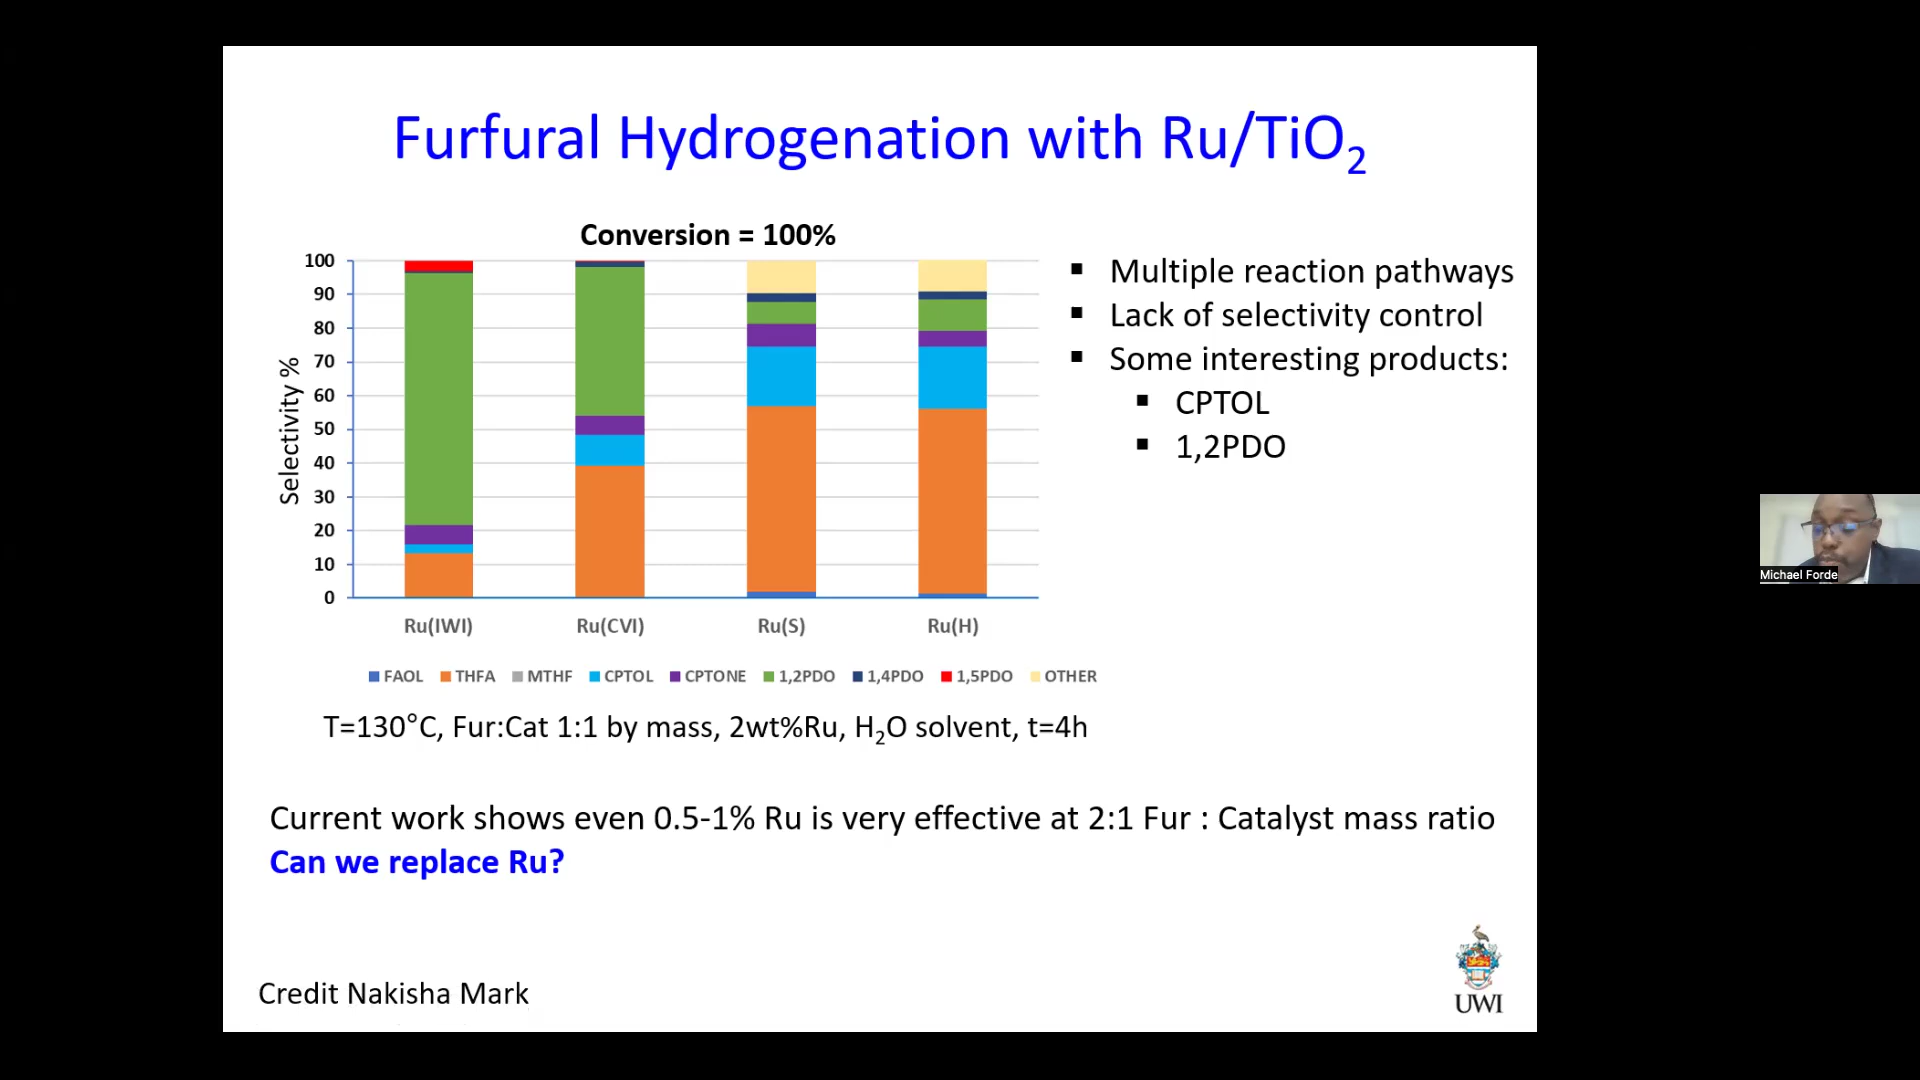 Furfural Hydrogenation with Ru/TiO₂
Conversion = 100%
100
90
80
70
60
50
40
30
20
10
0
Selectivity %
Ru(IWI) Ru(CVI) Ru(S) Ru(H)
FAOL THFA MTHF CPTOL CPTONE 1,2PDO 1,4PDO 1,5PDO OTHER
T=130°C, Fur:Cat 1:1 by mass, 2wt%Ru, H₂O solvent, t=4h
▪ Multiple reaction pathways
▪ Lack of selectivity control
▪ Some interesting products:
▪ CPTOL
▪ 1,2PDO
Current work shows even 0.5-1% Ru is very effective at 2:1 Fur : Catalyst mass ratio
Can we replace Ru?
Credit Nakisha Mark
UWI
Michael Forde